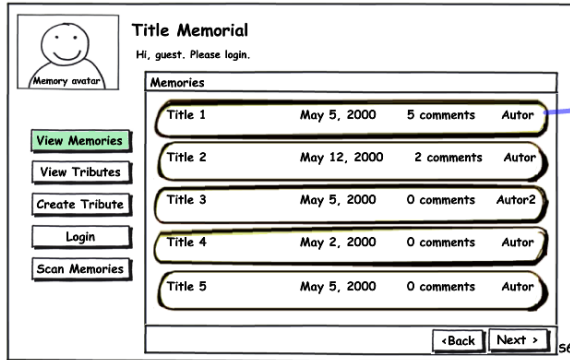 Title Memorial
Hi, guest. Please login.
Memory avatar
Memories
Title 1 May 5, 2000 5 comments Autor
Title 2 May 12, 2000 2 comments Autor
Title 3 May 5, 2000 0 comments Autor2
Title 4 May 2, 2000 0 comments Autor
Title 5 May 5, 2000 0 comments Autor
View Memories
View Tributes
Create Tribute
Login
Scan Memories
<Back Next >